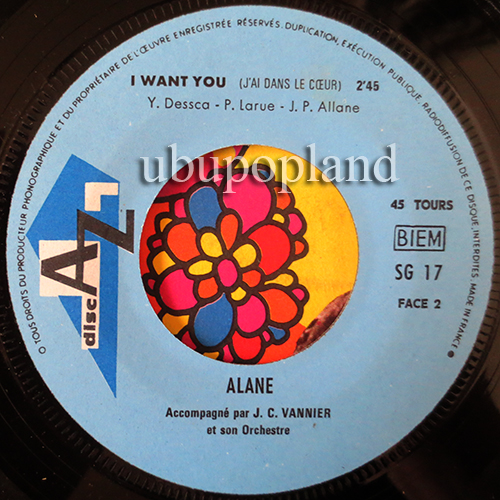 O TOUS DROITS DU PRODUCTEUR PHONOGRAPHIQUE ET DU PROPRIÉTAIRE DE L'ŒUVRE ENREGISTRÉE RÉSERVÉS. DUPLICATION, EXÉCUTION PUBLIQUE, RADIODIFFUSION DE CE DISQUE INTERDITES. MADE IN FRANCE ●
I WANT YOU (J'AI DANS LE CŒUR) 2'45
Y. Dessca - P. Larue - J. P. Allane
ubupopland
disc AZ
45 TOURS
BIEM
SG 17
FACE 2
ALANE
Accompagné par J. C. VANNIER
et son Orchestre